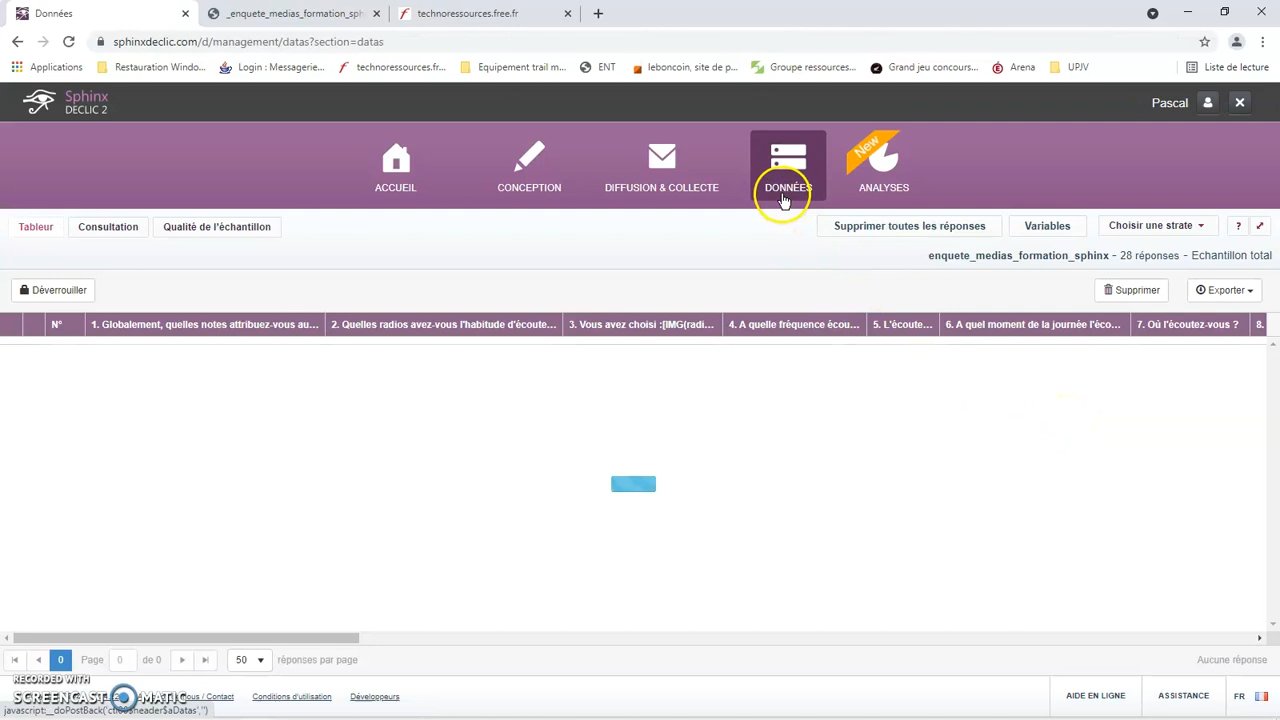 Données
_enquete_medias_formation_sph
technoressources.free.fr
sphinxdeclic.com/d/management/datas?section=datas
Applications
Restauration Windo...
Login : Messagerie...
technoressources.fr...
Equipement trail m...
ENT
leboncoin, site de p...
Groupe ressources...
Grand jeu concours...
Arena
UPJV
Liste de lecture
Sphinx
DECLIC 2
Pascal
New
ACCUEIL
CONCEPTION
DIFFUSION & COLLECTE
DONNÉES
ANALYSES
Tableur
Consultation
Qualité de l'échantillon
Supprimer toutes les réponses
Variables
Choisir une strate
?
enquete_medias_formation_sphinx - 28 réponses - Echantillon total
Déverrouiller
Supprimer
Exporter
N°
1. Globalement, quelles notes attribuez-vous au...
2. Quelles radios avez-vous l'habitude d'écoute...
3. Vous avez choisi :[IMG(radi...
4. A quelle fréquence écou...
5. L'écoute...
6. A quel moment de la journée l'éco...
7. Où l'écoutez-vous ?
8.
0
Page
0
de 0
50
réponses par page
Aucune réponse
RECORDED WITH
SCREENCAST-O-MATIC
/ Contact
Conditions d'utilisation
Développeurs
AIDE EN LIGNE
ASSISTANCE
FR
javascript:__doPostBack('ctl00$header$aDatas','')